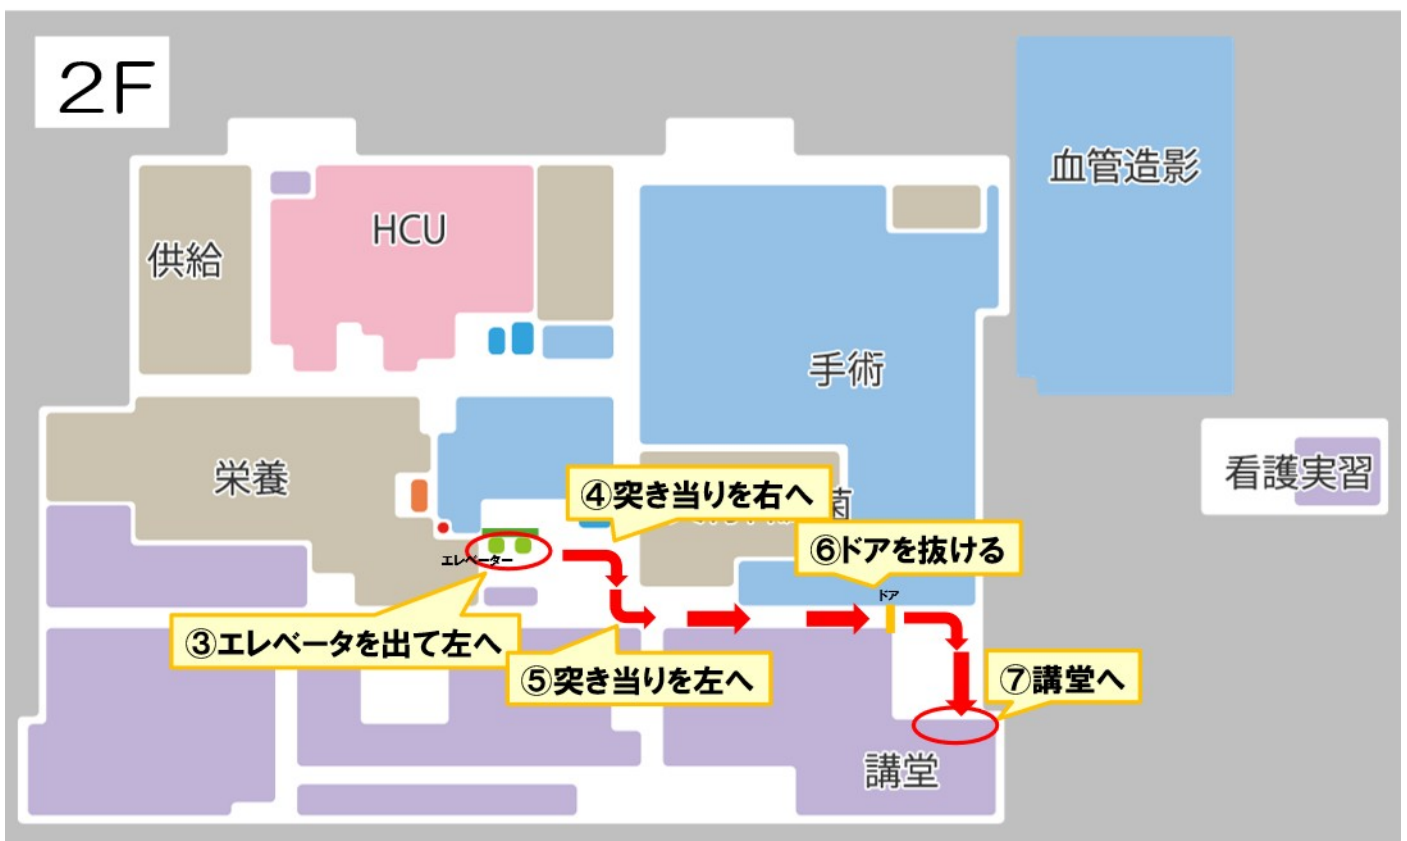 2F
血管造影
HCU
供給
手術
栄養
看護実習
④突き当りを右へ
菌
⑥ドアを抜ける
エレベーター
ドア
③エレベータを出て左へ
⑤突き当りを左へ
⑦講堂へ
講堂